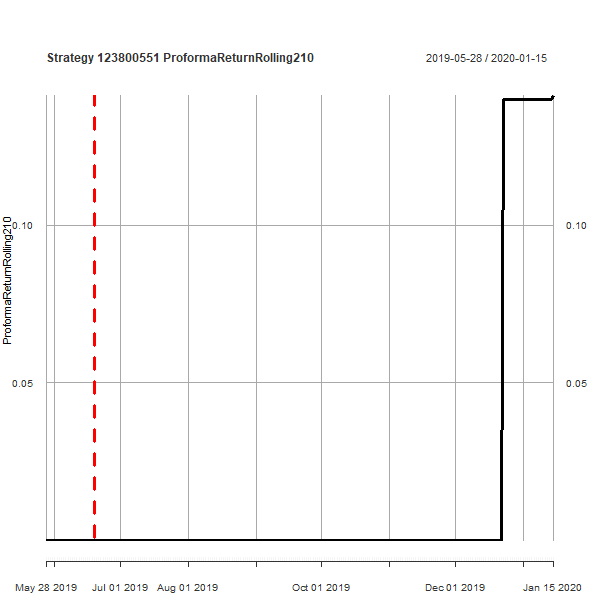 Strategy 123800551 ProformaReturnRolling210
2019-05-28 / 2020-01-15
ProformaReturnRolling210
0.10
0.10
0.05
0.05
May 28 2019
Jul 01 2019
Aug 01 2019
Oct 01 2019
Dec 01 2019
Jan 15 2020